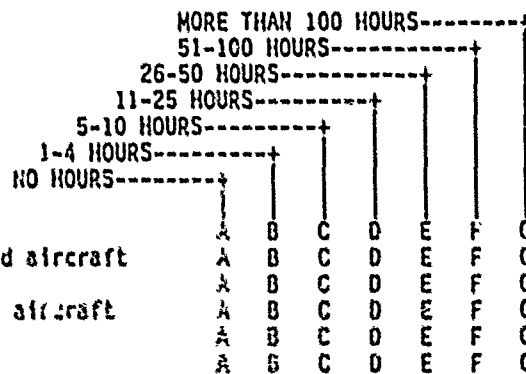 MORE THAN 100 HOURS
51-100 HOURS
26-50 HOURS
11-25 HOURS
5-10 HOURS
1-4 HOURS
NO HOURS
A B C D E F
d aircraft A B C D E F
A B C D E F
aircraft A B C D E F
A B C D E F
A B C D E F